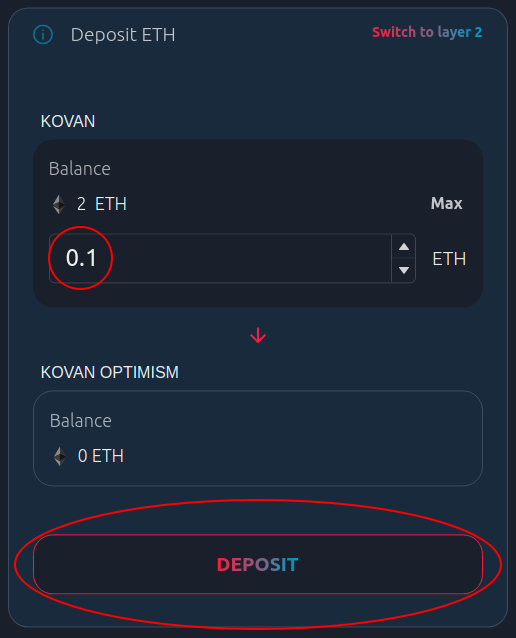 Deposit ETH
Switch to layer 2
KOVAN
Balance
2 ETH
Max
0.1
ETH
KOVAN OPTIMISM
Balance
0 ETH
DEPOSIT